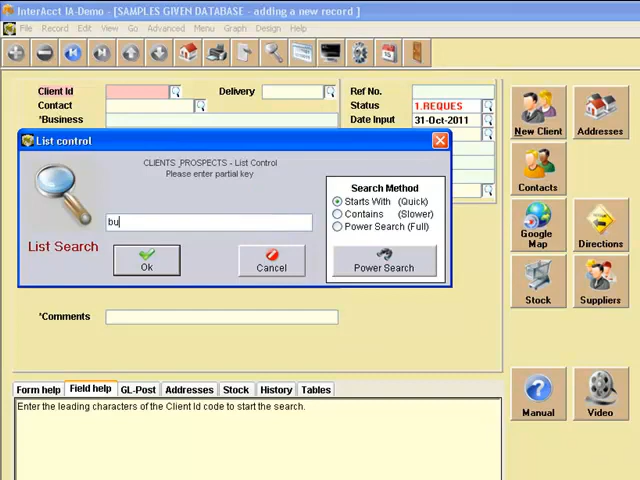 InterAcct IA-Demo - [SAMPLES GIVEN DATABASE - adding a new record]
File Record Edit View Go Advanced Menu Graph Design Help
Client Id Delivery Ref No.
Contact Status 1.REQUES
*Business Date Input 31-Oct-2011
List control
CLIENTS_PROSPECTS - List Control
Please enter partial key
bu
List Search
Ok
Cancel
Search Method
Starts With (Quick)
Contains (Slower)
Power Search (Full)
Power Search
*Comments
New Client
Addresses
Contacts
Google
Map
Directions
Stock
Suppliers
Manual
Video
Form help Field help GL-Post Addresses Stock History Tables
Enter the leading characters of the Client Id code to start the search.